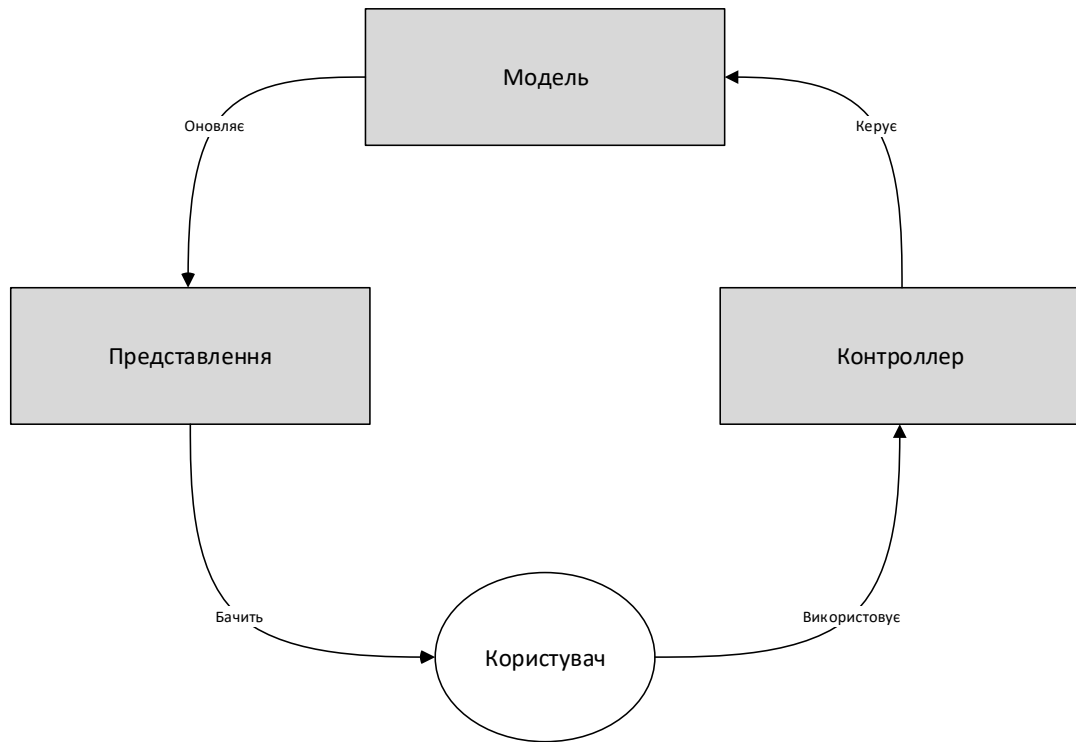 Модель
Оновляє
Керує
Представлення
Контроллер
Бачить
Використовує
Користувач